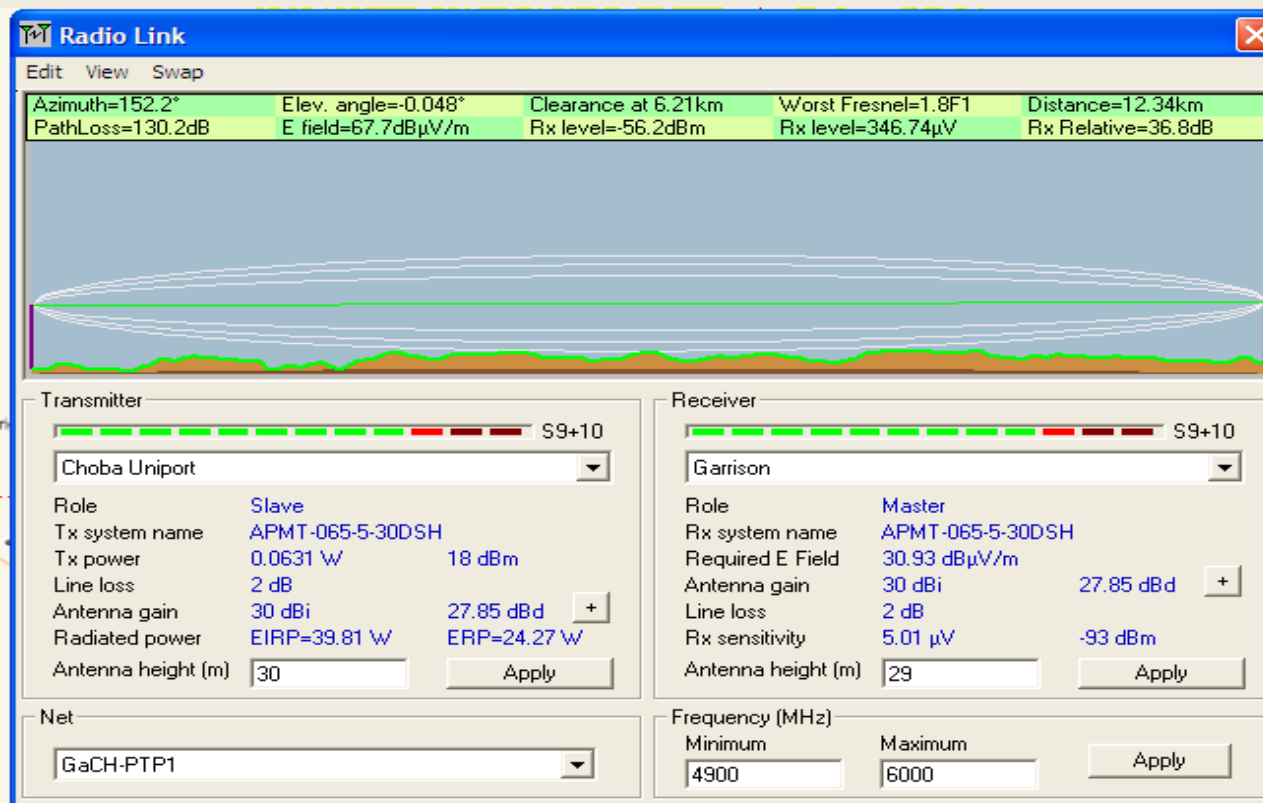 Radio Link
Edit View Swap
Azimuth=152.2° Elev. angle=-0.048° Clearance at 6.21km Worst Fresnel=1.8F1 Distance=12.34km
PathLoss=130.2dB E field=67.7dBµV/m Rx level=-56.2dBm Rx level=346.74µV Rx Relative=36.8dB
Transmitter
S9+10
Choba Uniport
Role Slave
Tx system name APMT-065-5-30DSH
Tx power 0.0631 W 18 dBm
Line loss 2 dB
Antenna gain 30 dBi 27.85 dBd +
Radiated power EIRP=39.81 W ERP=24.27 W
Antenna height (m) 30 Apply
Receiver
S9+10
Garrison
Role Master
Rx system name APMT-065-5-30DSH
Required E Field 30.93 dBµV/m
Antenna gain 30 dBi 27.85 dBd +
Line loss 2 dB
Rx sensitivity 5.01 µV -93 dBm
Antenna height (m) 29 Apply
Net
GaCH-PTP1
Frequency (MHz)
Minimum Maximum
4900 6000 Apply